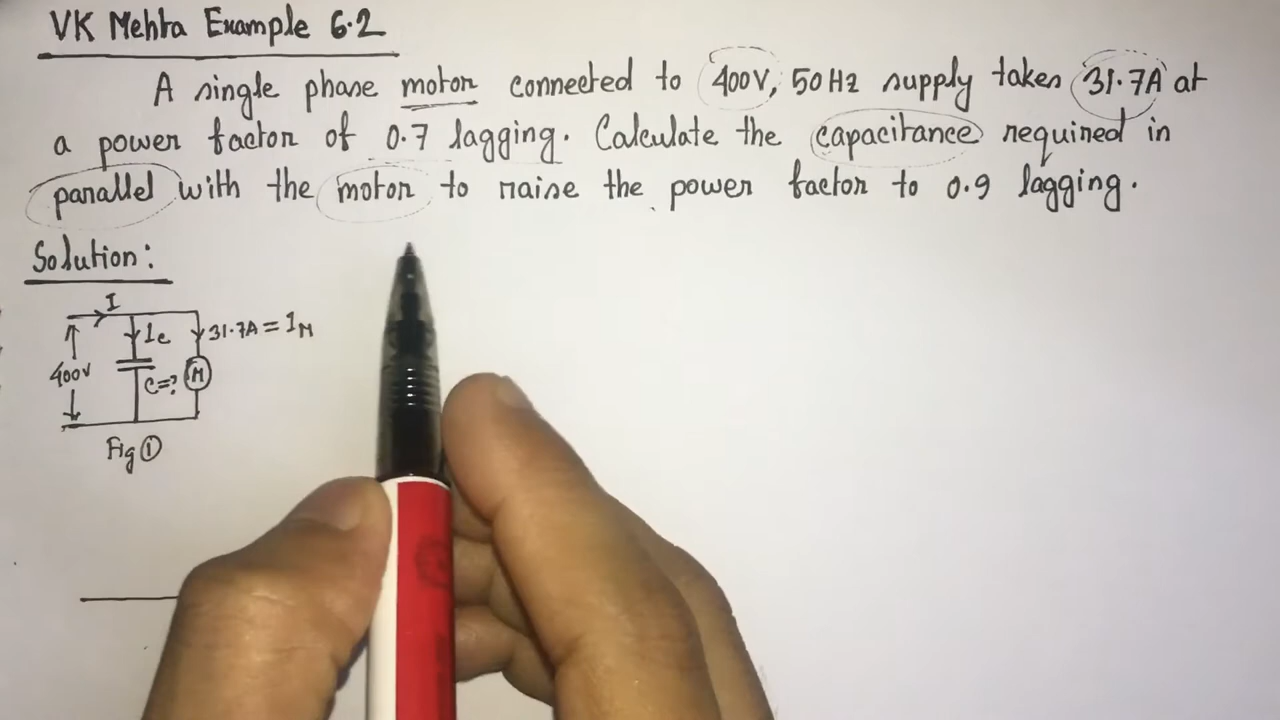 VK Mehta Example 6.2
A single phase motor connected to 400V, 50Hz supply takes 31.7A at
a power factor of 0.7 lagging. Calculate the capacitance required in
parallel with the motor to raise the power factor to 0.9 lagging.
Solution:
I
Ic
31.7A = IM
400V
C=?
M
Fig ①